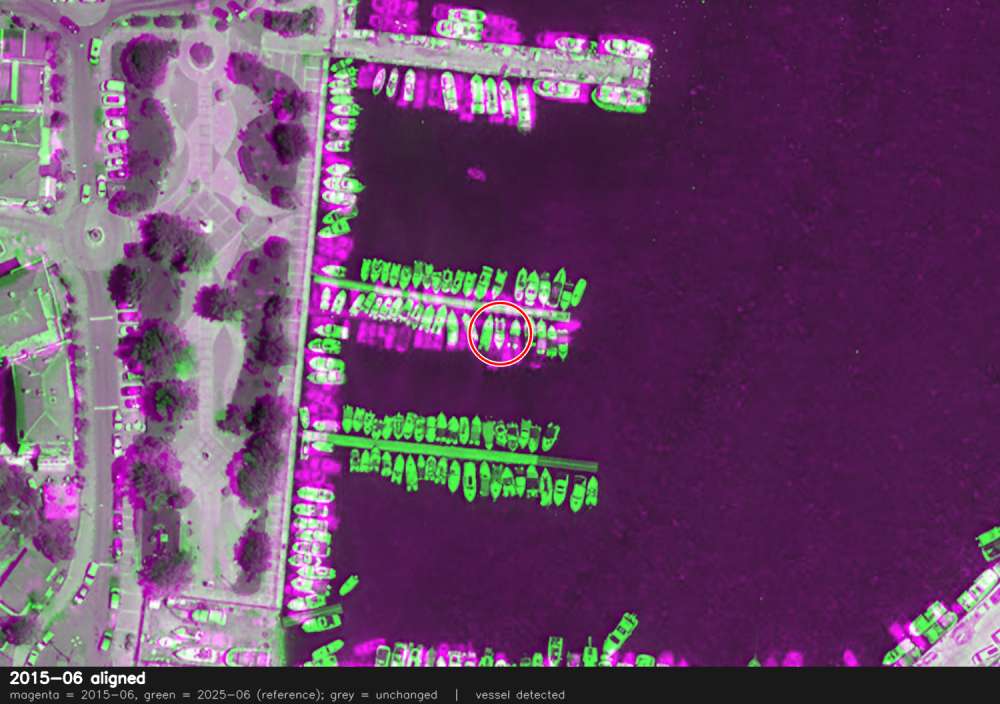 2015-06 aligned
magenta = 2015-06, green = 2025-06 (reference); grey = unchanged | vessel detected